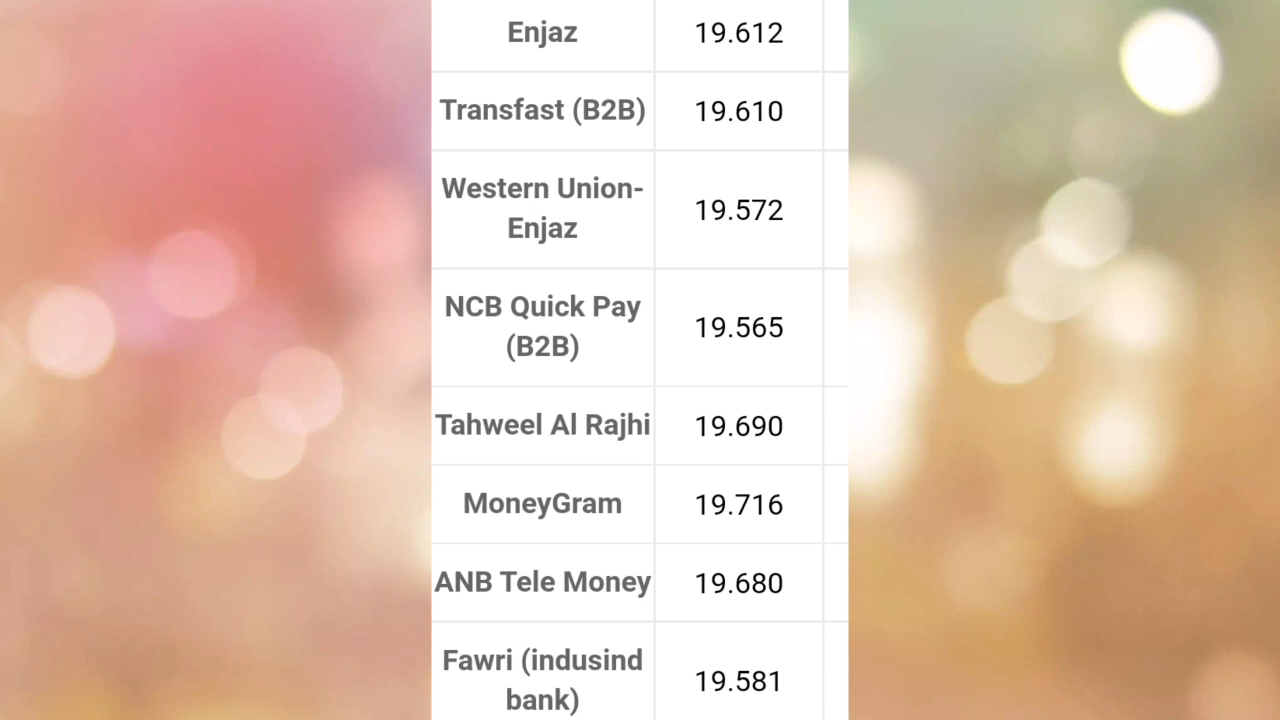 Enjaz 19.612
Transfast (B2B) 19.610
Western Union-
Enjaz 19.572
NCB Quick Pay
(B2B) 19.565
Tahweel Al Rajhi 19.690
MoneyGram 19.716
ANB Tele Money 19.680
Fawri (indusind
bank) 19.581